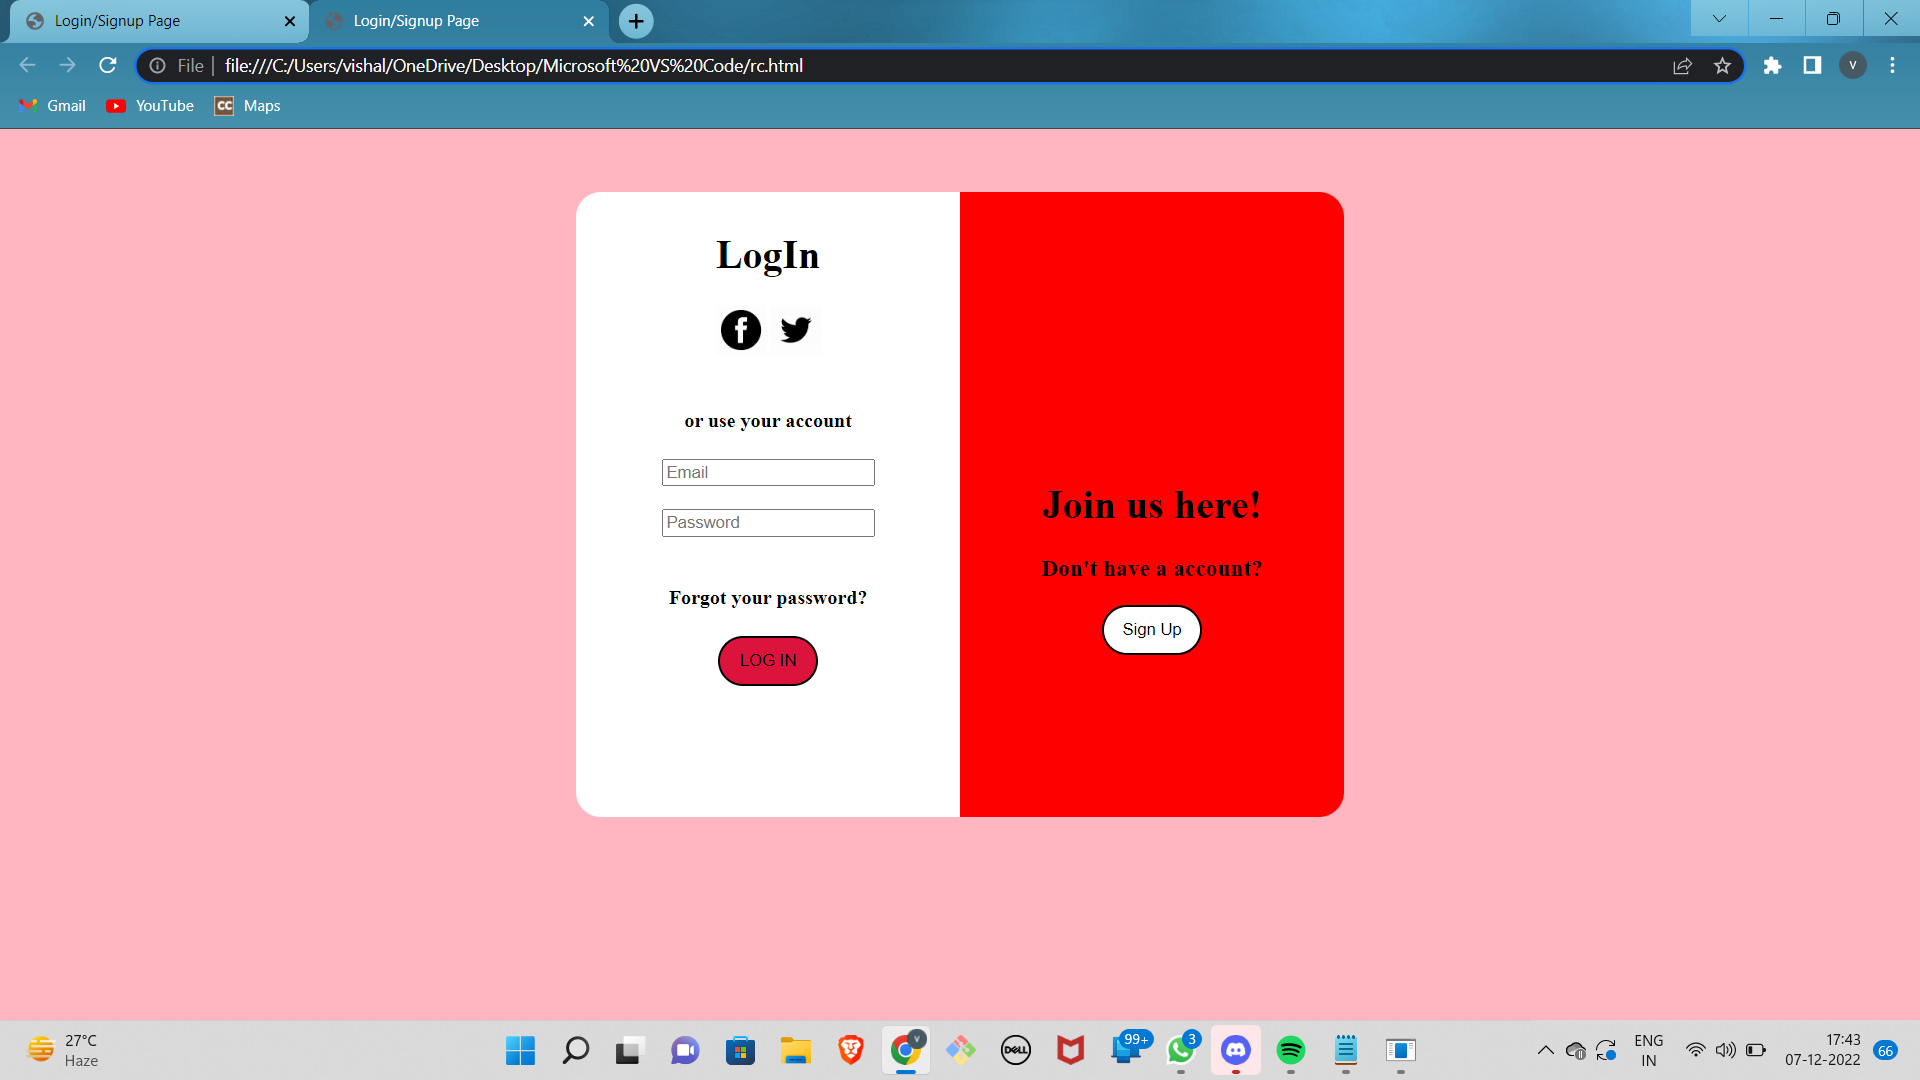 Login/Signup Page
Login/Signup Page
File
file:///C:/Users/vishal/OneDrive/Desktop/Microsoft%20VS%20Code/rc.html
V
Gmail
YouTube
CC
Maps
LogIn
or use your account
Email
Password
Forgot your password?
LOG IN
Join us here!
Don't have a account?
Sign Up
27°C
Haze
V
DELL
99+
3
ENG
IN
17:43
07-12-2022
66